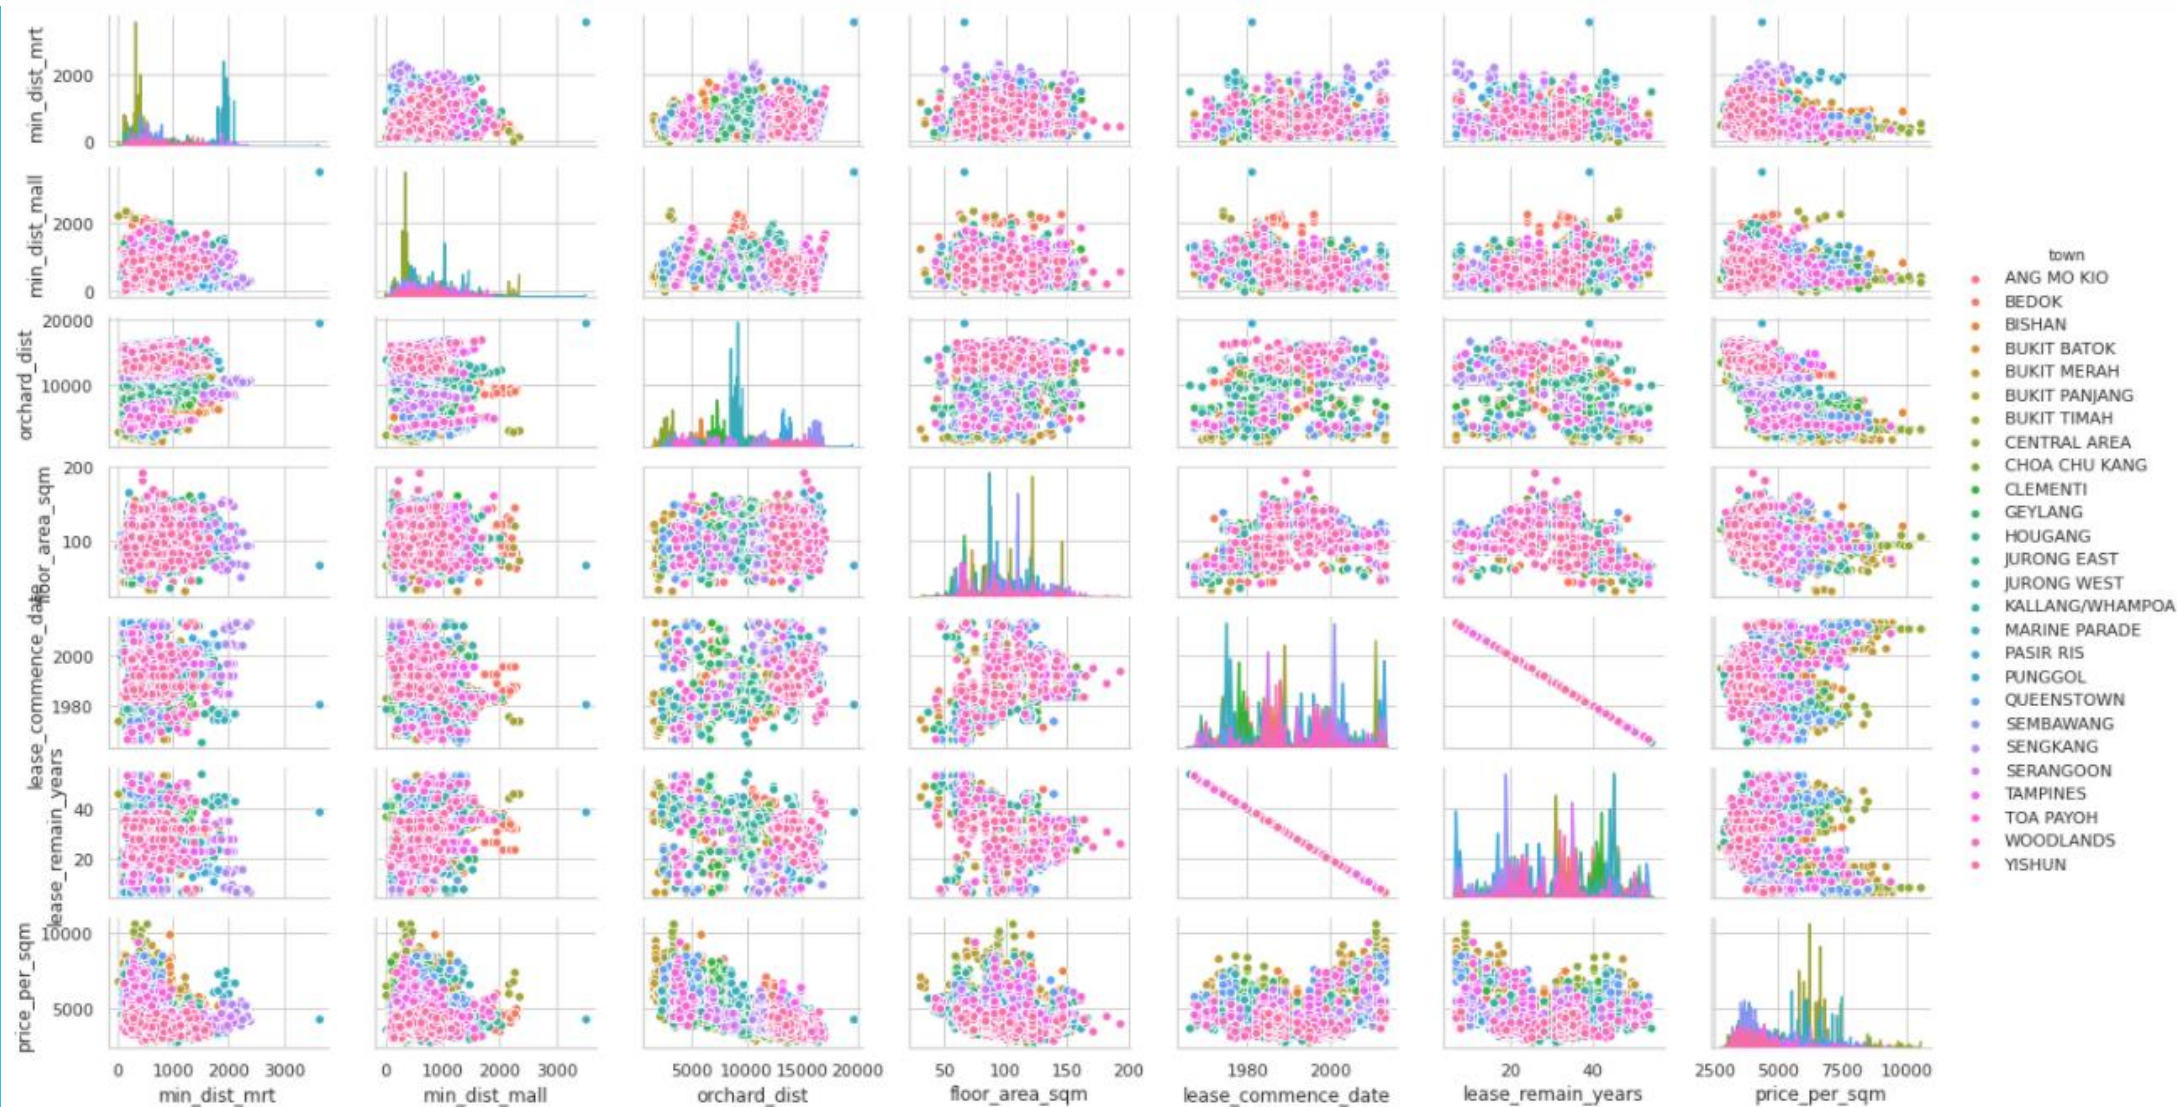 min_dist_mrt
2000
0
min_dist_mall
2000
0
orchard_dist
20000
10000
floor_area_sqm
200
100
lease_commence_date
2000
1980
lease_remain_years
40
20
price_per_sqm
10000
5000
0 1000 2000 3000
min_dist_mrt
0 1000 2000 3000
min_dist_mall
5000 10000 15000 20000
orchard_dist
50 100 150 200
floor_area_sqm
1980 2000
lease_commence_date
20 40
lease_remain_years
2500 5000 7500 10000
price_per_sqm
town
ANG MO KIO
BEDOK
BISHAN
BUKIT BATOK
BUKIT MERAH
BUKIT PANJANG
BUKIT TIMAH
CENTRAL AREA
CHOA CHU KANG
CLEMENTI
GEYLANG
HOUGANG
JURONG EAST
JURONG WEST
KALLANG/WHAMPOA
MARINE PARADE
PASIR RIS
PUNGGOL
QUEENSTOWN
SEMBAWANG
SENGKANG
SERANGOON
TAMPINES
TOA PAYOH
WOODLANDS
YISHUN